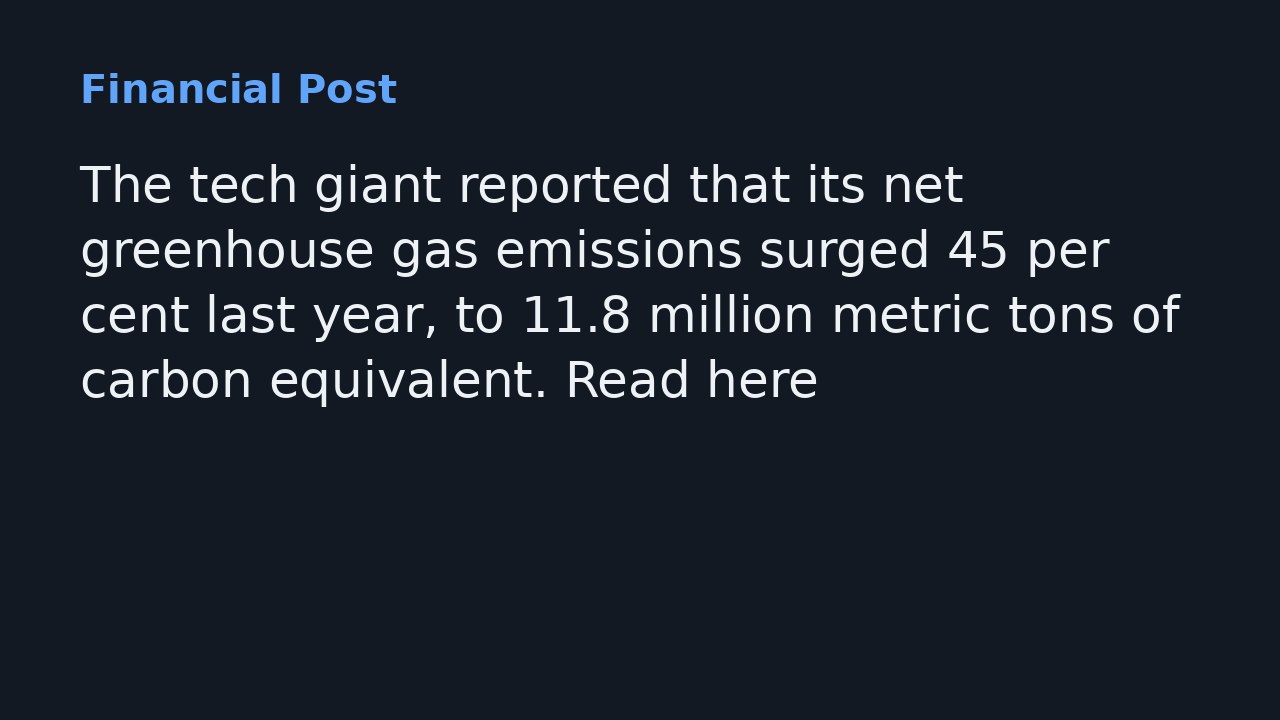 Financial Post
The tech giant reported that its net
greenhouse gas emissions surged 45 per
cent last year, to 11.8 million metric tons of
carbon equivalent. Read here